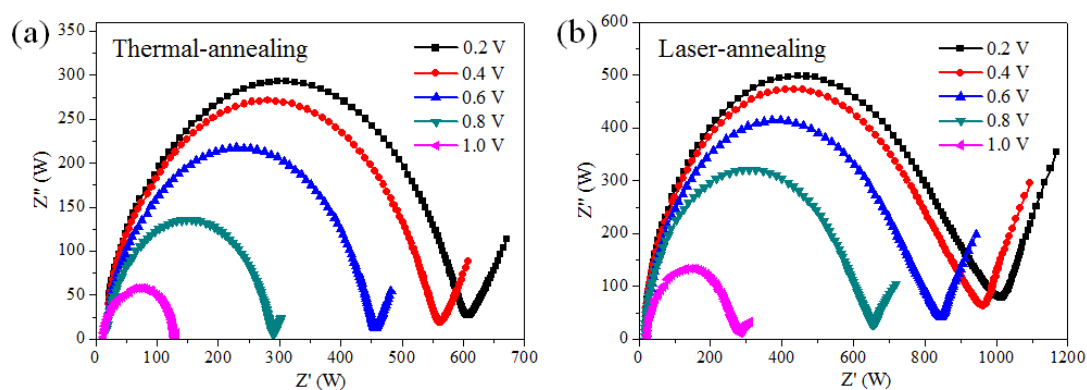 (a)
Thermal-annealing
0.2 V
0.4 V
0.6 V
0.8 V
1.0 V
Z'' (W)
350
300
250
200
150
100
50
0
0 100 200 300 400 500 600 700
Z' (W)
(b)
Laser-annealing
0.2 V
0.4 V
0.6 V
0.8 V
1.0 V
Z'' (W)
600
500
400
300
200
100
0
0 200 400 600 800 1000 1200
Z' (W)